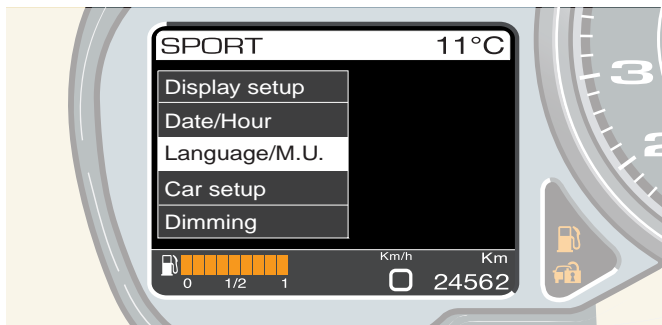 SPORT 11°C
Display setup
Date/Hour
Language/M.U.
Car setup
Dimming
Km/h Km
0 1/2 1 0 24562
3
2